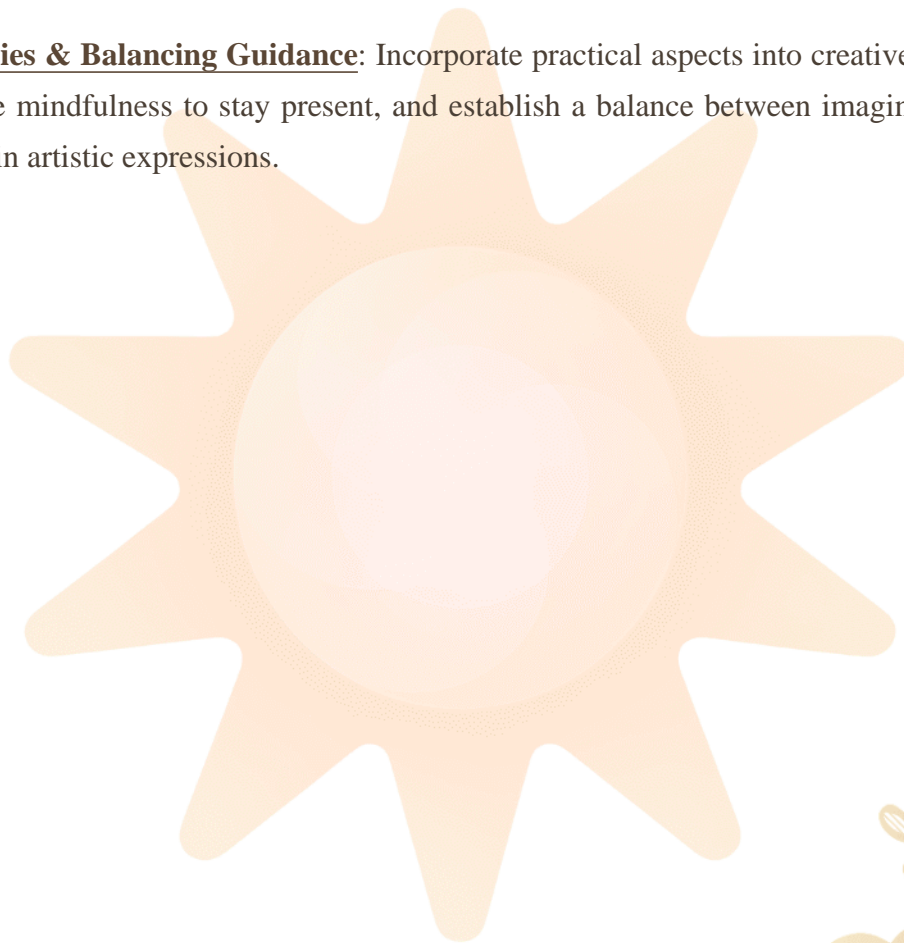 ies & Balancing Guidance: Incorporate practical aspects into creative
e mindfulness to stay present, and establish a balance between imagin
in artistic expressions.